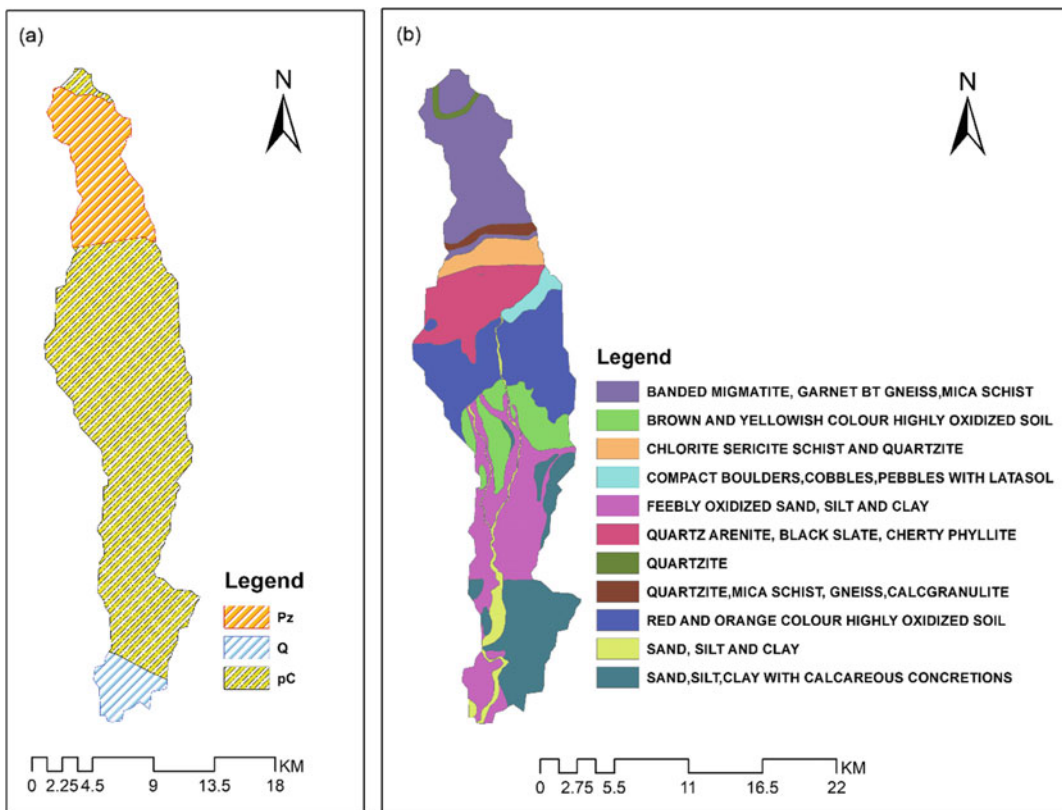 (a)
N
Legend
Pz
Q
pC
KM
0 2.25 4.5 9 13.5 18
(b)
N
Legend
BANDED MIGMATITE, GARNET BT GNEISS,MICA SCHIST
BROWN AND YELLOWISH COLOUR HIGHLY OXIDIZED SOIL
CHLORITE SERICITE SCHIST AND QUARTZITE
COMPACT BOULDERS,COBBLES,PEBBLES WITH LATASOL
FEEBLY OXIDIZED SAND, SILT AND CLAY
QUARTZ ARENITE, BLACK SLATE, CHERTY PHYLLITE
QUARTZITE
QUARTZITE,MICA SCHIST, GNEISS,CALCGRANULITE
RED AND ORANGE COLOUR HIGHLY OXIDIZED SOIL
SAND, SILT AND CLAY
SAND,SILT,CLAY WITH CALCAREOUS CONCRETIONS
KM
0 2.75 5.5 11 16.5 22